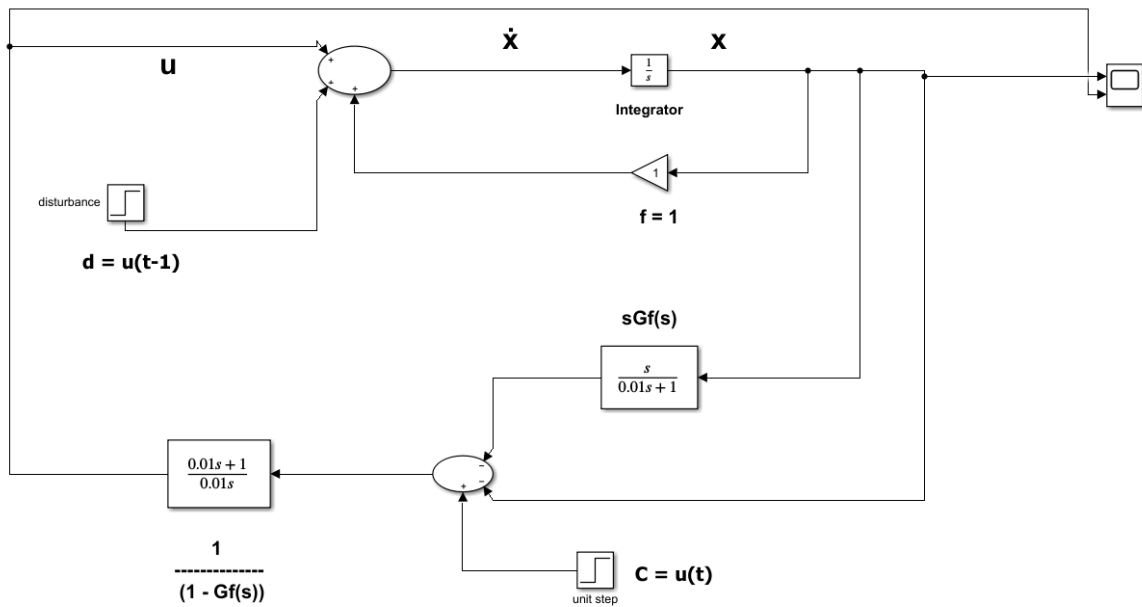 ẋ
x
u
+
+
+
1
s
Integrator
1
f = 1
disturbance
d = u(t-1)
sGf(s)
s
0.01s + 1
0.01s + 1
0.01s
−
−
+
1
--------------
(1 - Gf(s))
C = u(t)
unit step